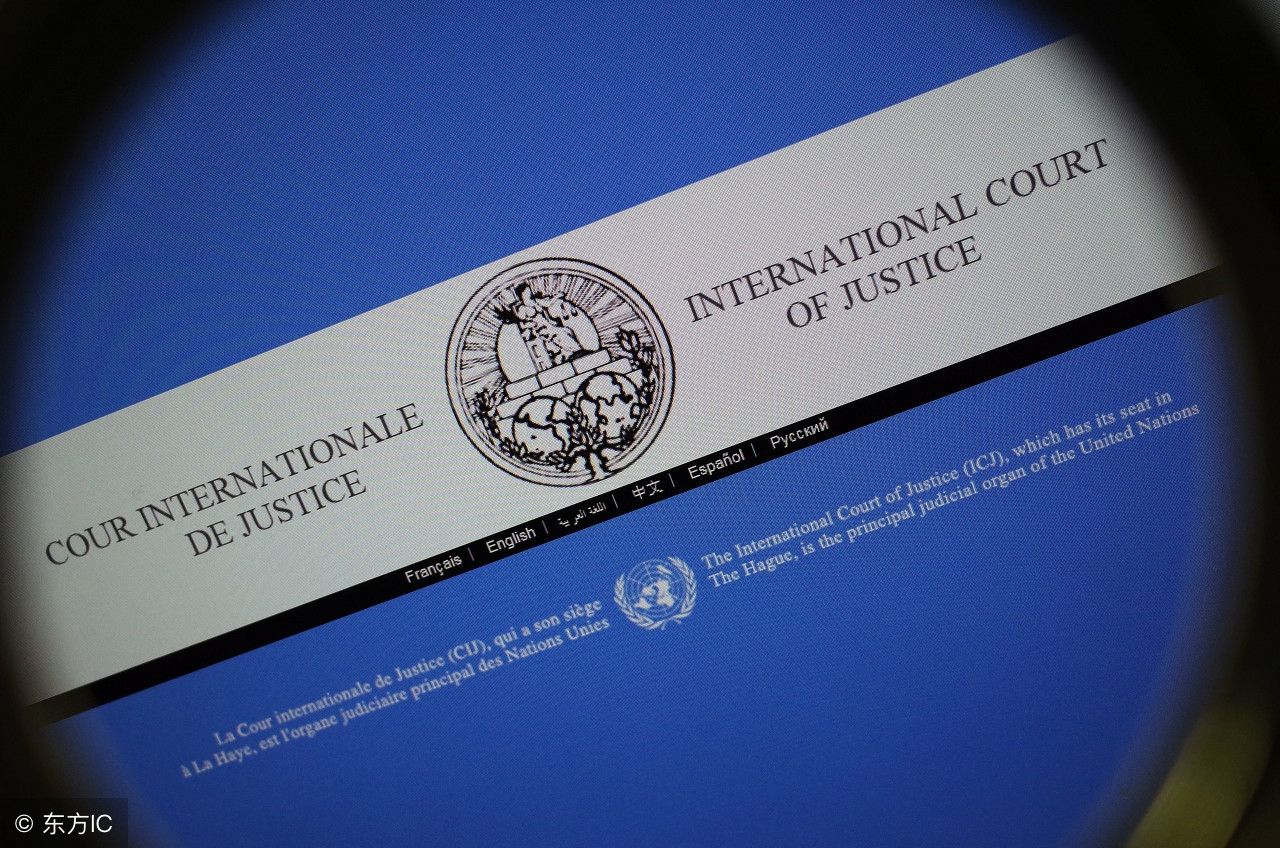 COUR INTERNATIONALE
DE JUSTICE
INTERNATIONAL COURT
OF JUSTICE
Français | English | اللغة العربية | 中文 | Español | Русский
La Cour internationale de Justice (CIJ), qui a son siège
à La Haye, est l'organe judiciaire principal des Nations Unies
The International Court of Justice (ICJ), which has its seat in
The Hague, is the principal judicial organ of the United Nations
© 东方IC